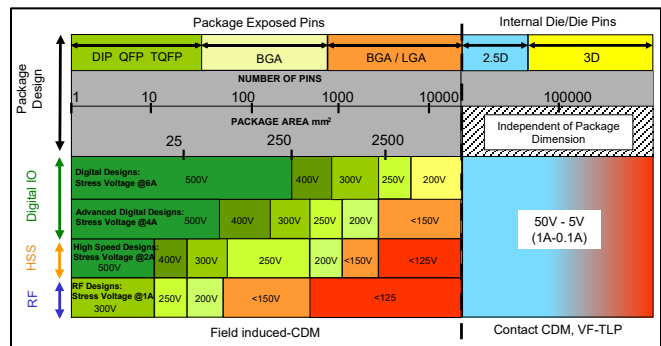 Package Exposed Pins
Internal Die/Die Pins
Package
Design
DIP QFP TQFP
BGA
BGA / LGA
2.5D
3D
NUMBER OF PINS
1 10 100 1000 10000 100000
PACKAGE AREA mm²
25 250 2500
Independent of Package
Dimension
Digital IO
Digital Designs:
Stress Voltage @6A
500V
400V
300V
250V
200V
Advanced Digital Designs:
Stress Voltage @4A
500V
400V
300V
250V
200V
<150V
HSS
High Speed Designs:
Stress Voltage @2A
500V
400V
300V
250V
200V
<150V
<125V
RF
RF Designs:
Stress Voltage @1A
300V
250V
200V
<150V
<125
50V - 5V
(1A-0.1A)
Field induced-CDM
Contact CDM, VF-TLP